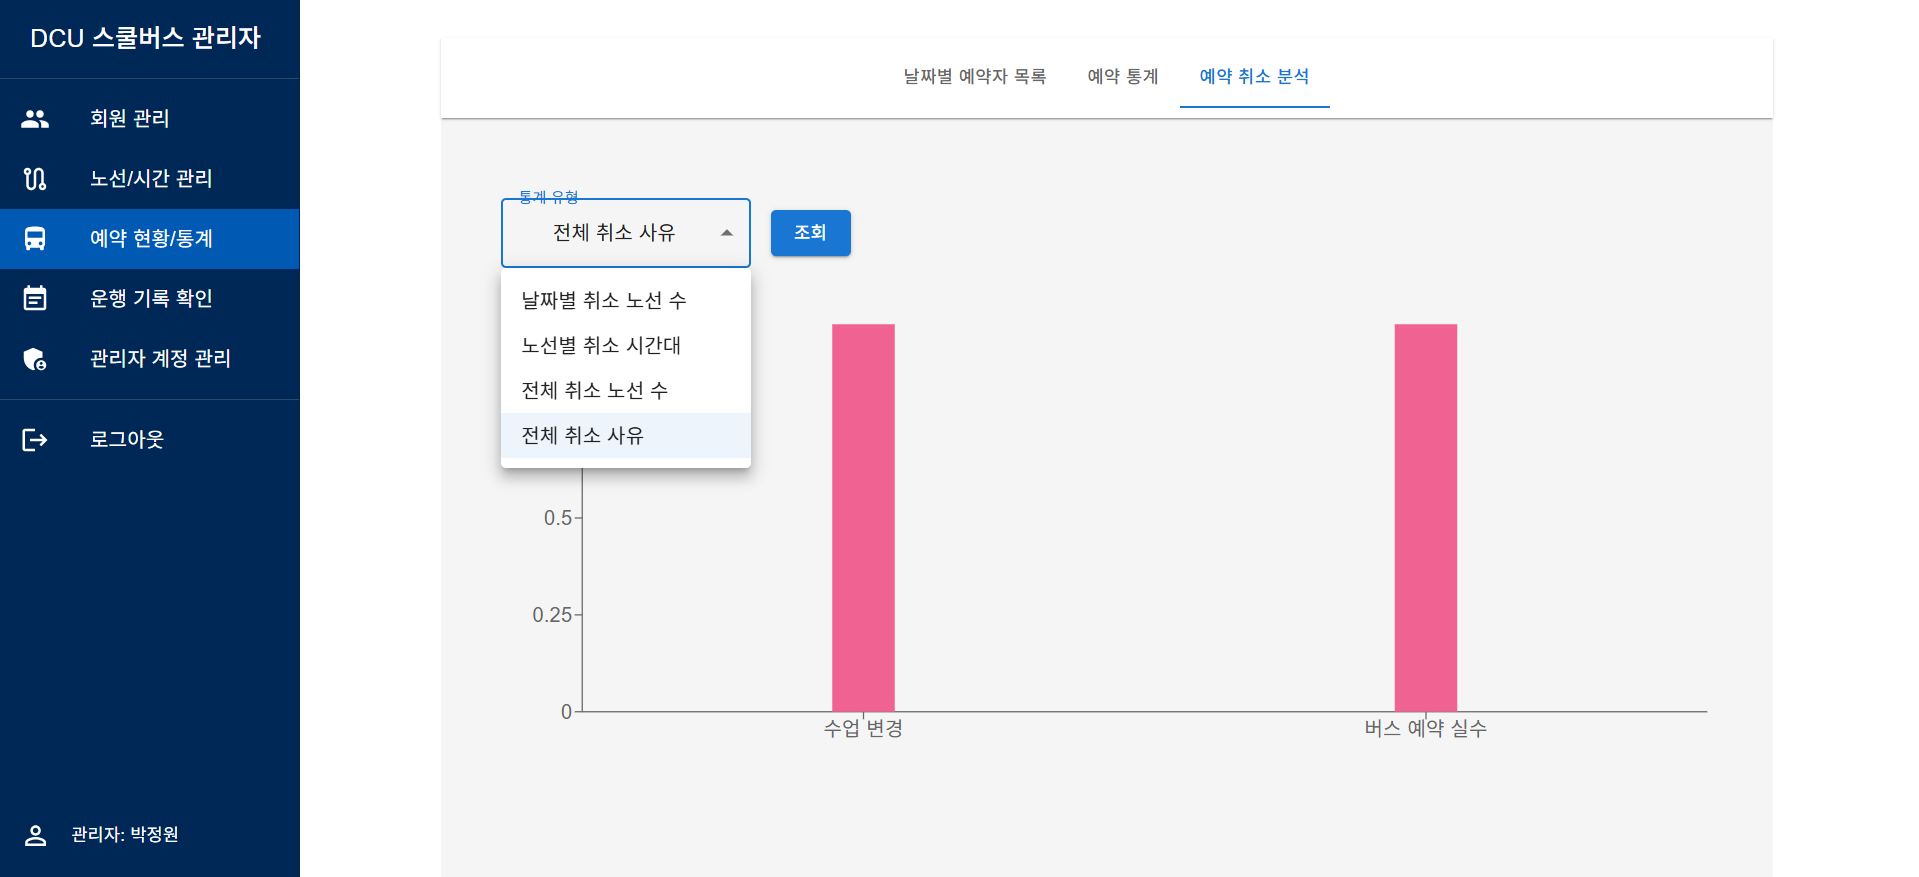 DCU 스쿨버스 관리자
회원 관리
노선/시간 관리
예약 현황/통계
운행 기록 확인
관리자 계정 관리
로그아웃
관리자: 박정원
날짜별 예약자 목록
예약 통계
예약 취소 분석
통계 유형
전체 취소 사유
조회
날짜별 취소 노선 수
노선별 취소 시간대
전체 취소 노선 수
전체 취소 사유
0.5
0.25
0
수업 변경
버스 예약 실수